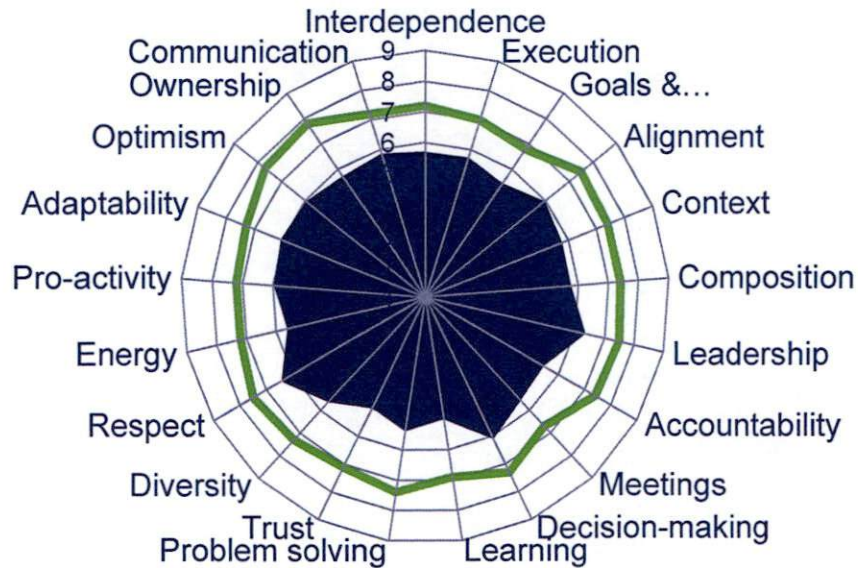 Interdependence
Communication
9
Execution
Ownership
8
Goals &...
Optimism
7
6
Alignment
Adaptability
Context
Pro-activity
Composition
Energy
Leadership
Respect
Accountability
Diversity
Meetings
Trust
Decision-making
Problem solving
Learning